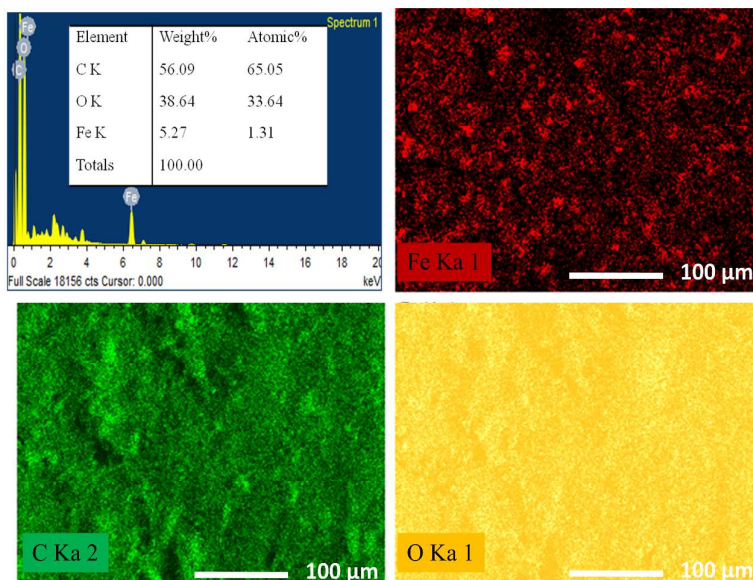 Spectrum 1
Fe
O
C
Element Weight% Atomic%
C K 56.09 65.05
O K 38.64 33.64
Fe K 5.27 1.31
Totals 100.00
Fe
0 2 4 6 8 10 12 14 16 18 20
Full Scale 18156 cts Cursor: 0.000 keV
Fe Ka 1
100 μm
C Ka 2
100 μm
O Ka 1
100 μm